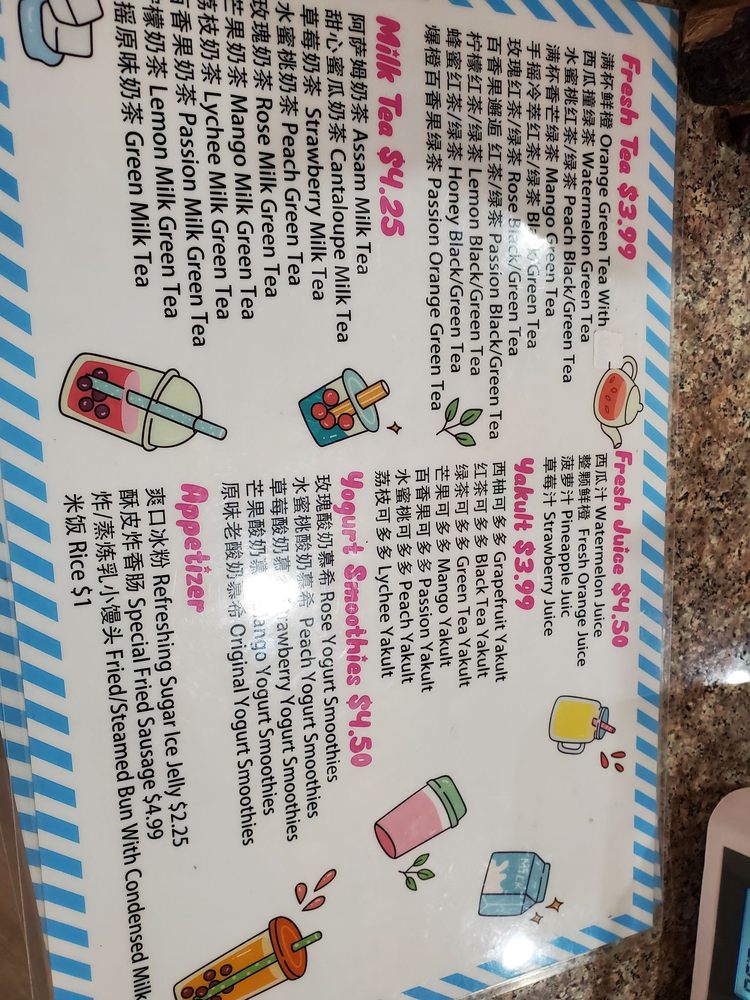 Fresh Tea $3.99
满杯鲜橙 Orange Green Tea With
西瓜撞绿茶 Watermelon Green Tea
水蜜桃红茶/绿茶 Peach Black/Green Tea
满杯香芒绿茶 Mango Green Tea
手摇冷萃红茶/绿茶 /Green Tea
玫瑰红茶/绿茶 Rose Black/Green Tea
百香果邂逅 红茶/绿茶 Passion Black/Green Tea
柠檬红茶/绿茶 Lemon Black/Green Tea
蜂蜜红茶/绿茶 Honey Black/Green Tea
爆橙百香果绿茶 Passion Orange Green Tea
Milk Tea $4.25
阿萨姆奶茶 Assam Milk Tea
甜心蜜瓜奶茶 Cantaloupe Milk Tea
草莓奶茶 Strawberry Milk Tea
水蜜桃奶茶 Peach Green Tea
玫瑰奶茶 Rose Milk Green Tea
芒果奶茶 Mango Milk Green Tea
荔枝奶茶 Lychee Milk Green Tea
百香果奶茶 Passion Milk Green Tea
柠檬奶茶 Lemon Milk Green Tea
摇原味奶茶 Green Milk Tea
Fresh Juice $4.50
西瓜汁 Watermelon Juice
整颗鲜橙 Fresh Orange Juice
菠萝汁 Pineapple Juic
草莓汁 Strawberry Juice
Yakult $3.99
西柚可多多 Grapefruit Yakult
红茶可多多 Black Tea Yakult
绿茶可多多 Green Tea Yakult
芒果可多多 Mango Yakult
百香果可多多 Passion Yakult
水蜜桃可多多 Peach Yakult
荔枝可多多 Lychee Yakult
Yogurt Smoothies $4.50
玫瑰酸奶慕希 Rose Yogurt Smoothies
水蜜桃酸奶慕希 Peach Yogurt Smoothies
草莓酸奶慕希 Strawberry Yogurt Smoothies
芒果酸奶慕希 Mango Yogurt Smoothies
原味老酸奶慕希 Original Yogurt Smoothies
Appetizer
爽口冰粉 Refreshing Sugar Ice Jelly $2.25
酥皮炸香肠 Special Fried Sausage $4.99
炸/蒸炼乳小馒头 Fried/Steamed Bun With Condensed Milk
米饭 Rice $1
MILK